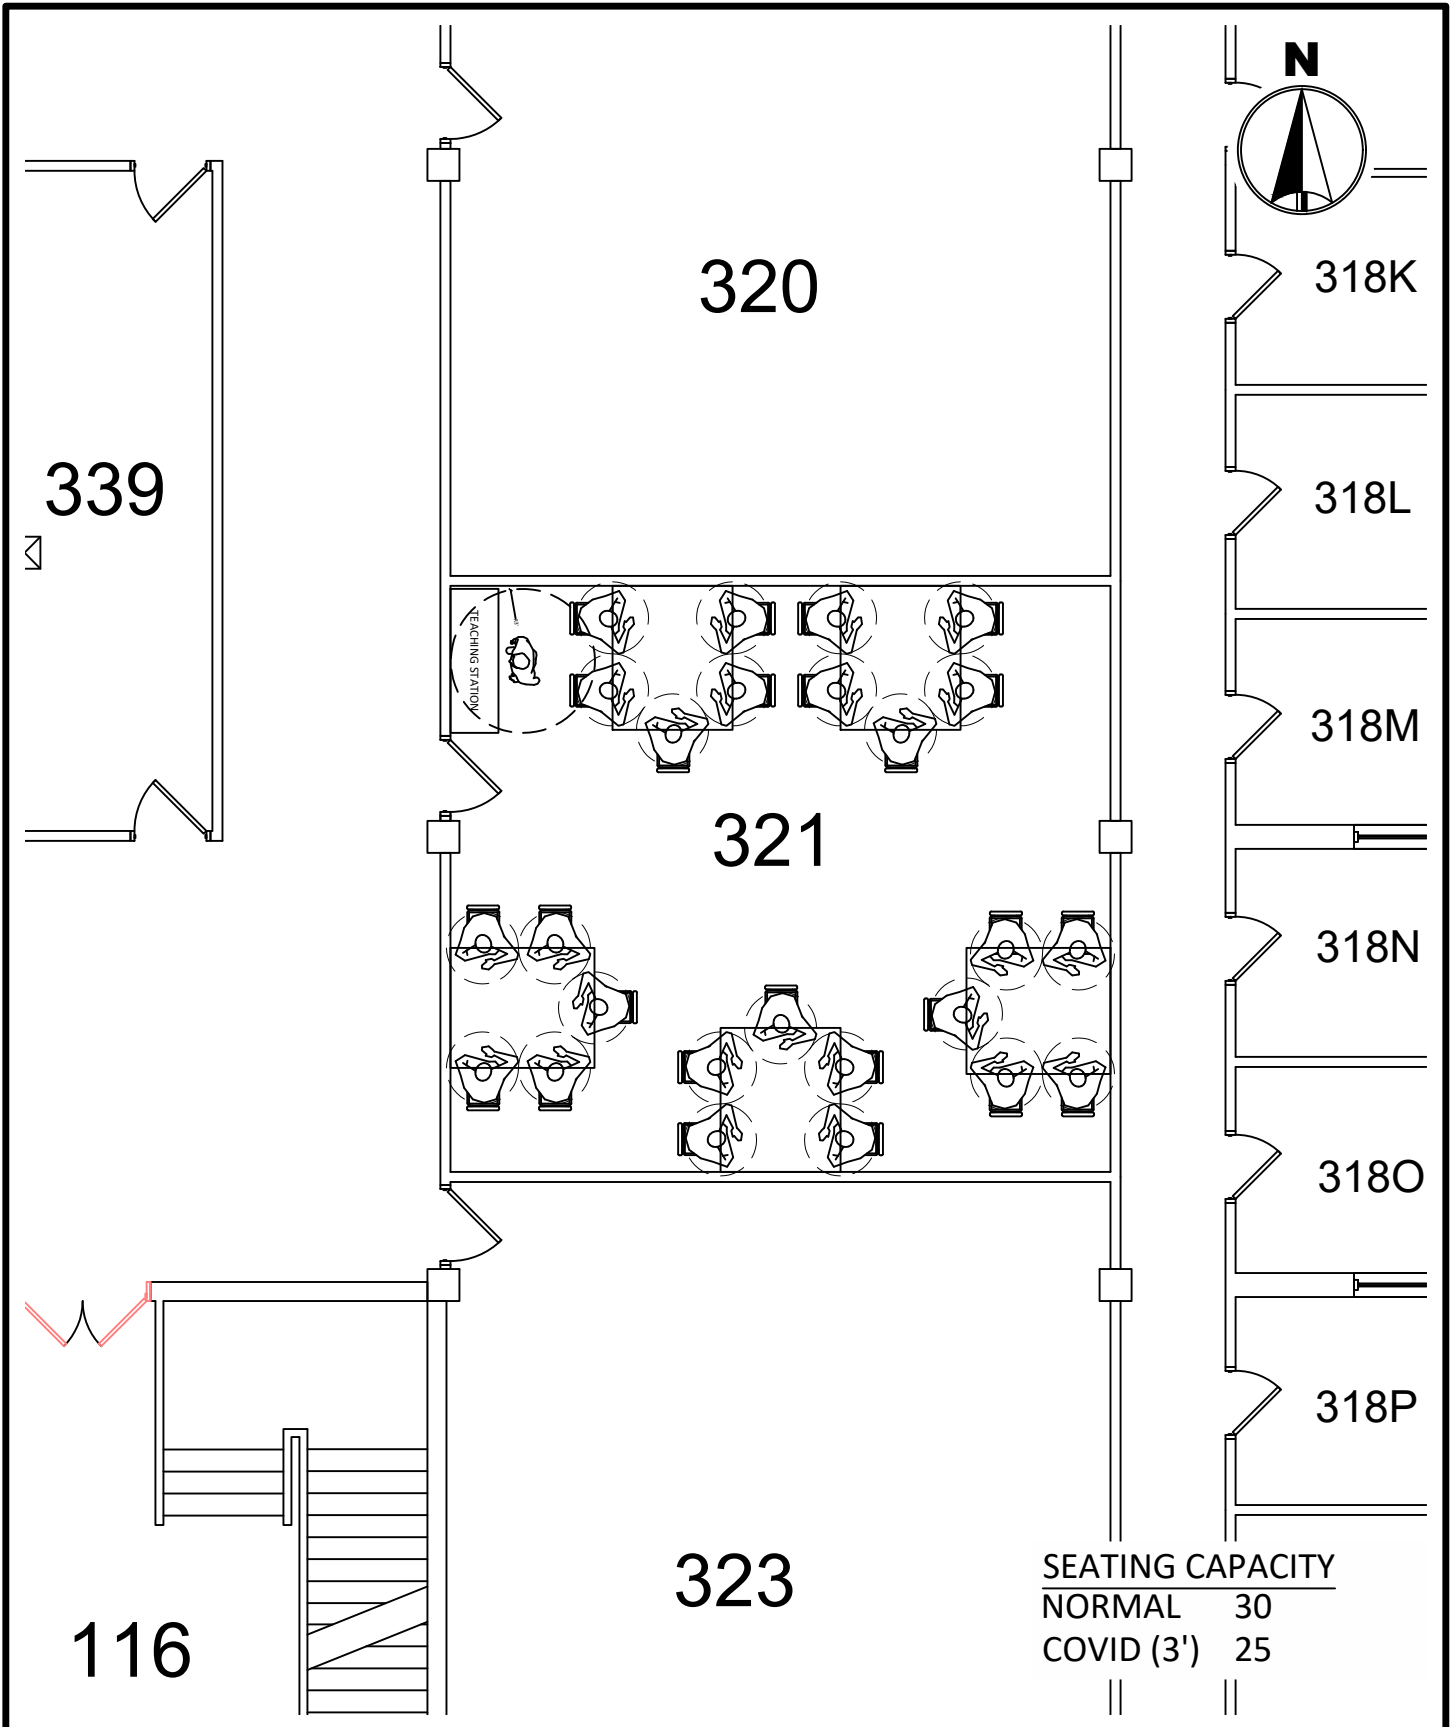 N
320
318K
339
318L
TEACHING STATION
318M
321
318N
318O
318P
323
SEATING CAPACITY
NORMAL 30
COVID (3') 25
116